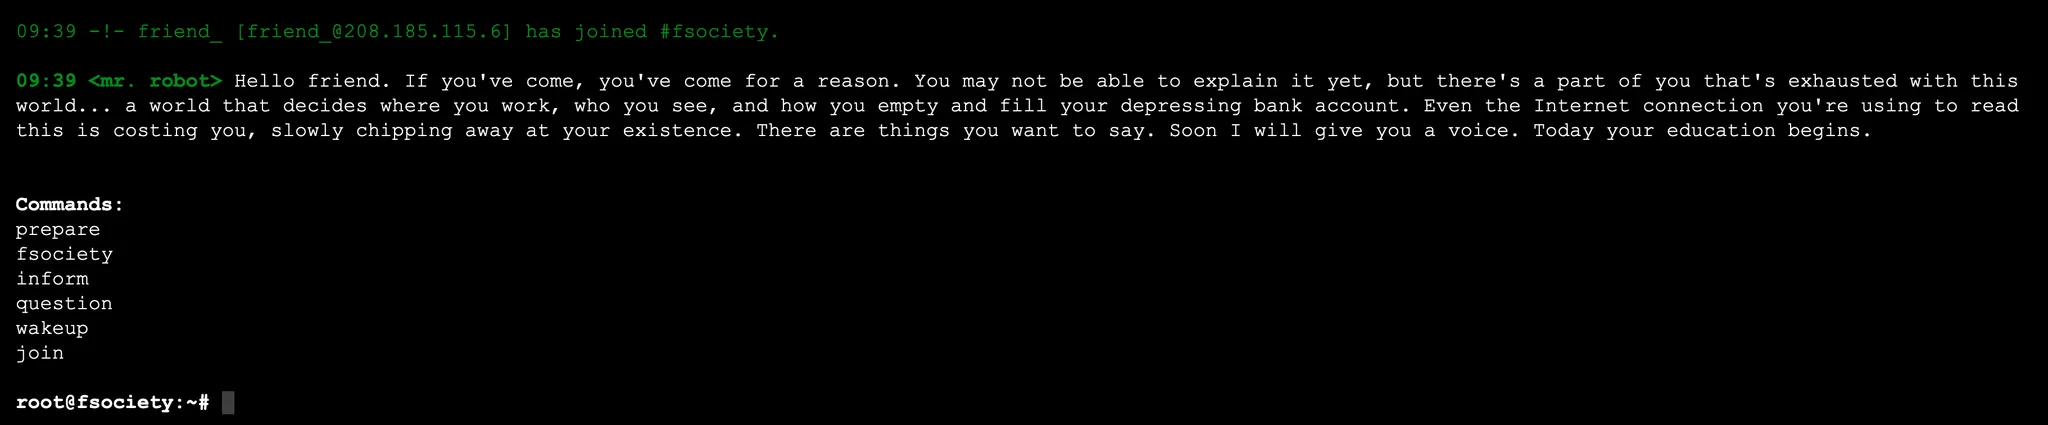 09:39 -!- friend_ [friend_@208.185.115.6] has joined #fsociety.
09:39 <mr. robot> Hello friend. If you've come, you've come for a reason. You may not be able to explain it yet, but there's a part of you that's exhausted with this
world... a world that decides where you work, who you see, and how you empty and fill your depressing bank account. Even the Internet connection you're using to read
this is costing you, slowly chipping away at your existence. There are things you want to say. Soon I will give you a voice. Today your education begins.
Commands:
prepare
fsociety
inform
question
wakeup
join
root@fsociety:~#